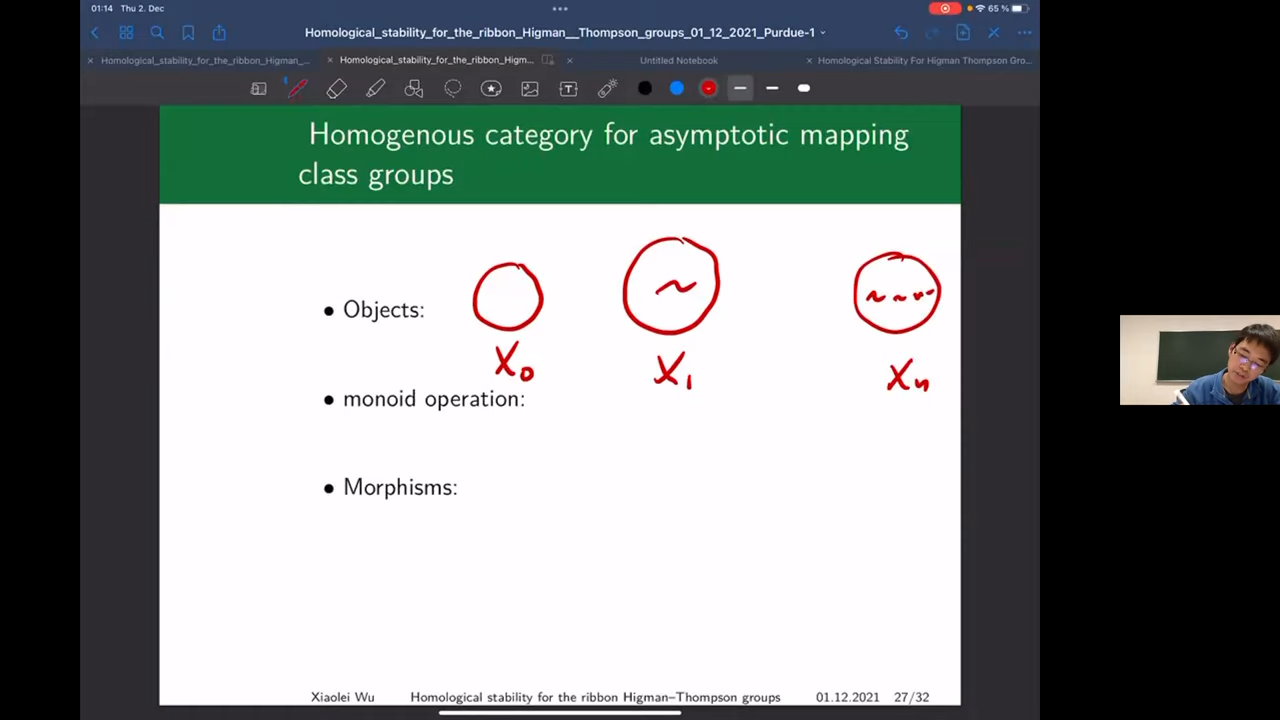 01:14 Thu 2. Dec
65 %
Homological_stability_for_the_ribbon_Higman__Thompson_groups_01_12_2021_Purdue-1
Homological_stability_for_the_ribbon_Higman_...
Homological_stability_for_the_ribbon_Higm...
Untitled Notebook
Homological Stability For Higman Thompson Gro...
Homogenous category for asymptotic mapping
class groups
• Objects:
X₀ X₁ Xₙ
• monoid operation:
• Morphisms:
Xiaolei Wu Homological stability for the ribbon Higman–Thompson groups 01.12.2021 27/32